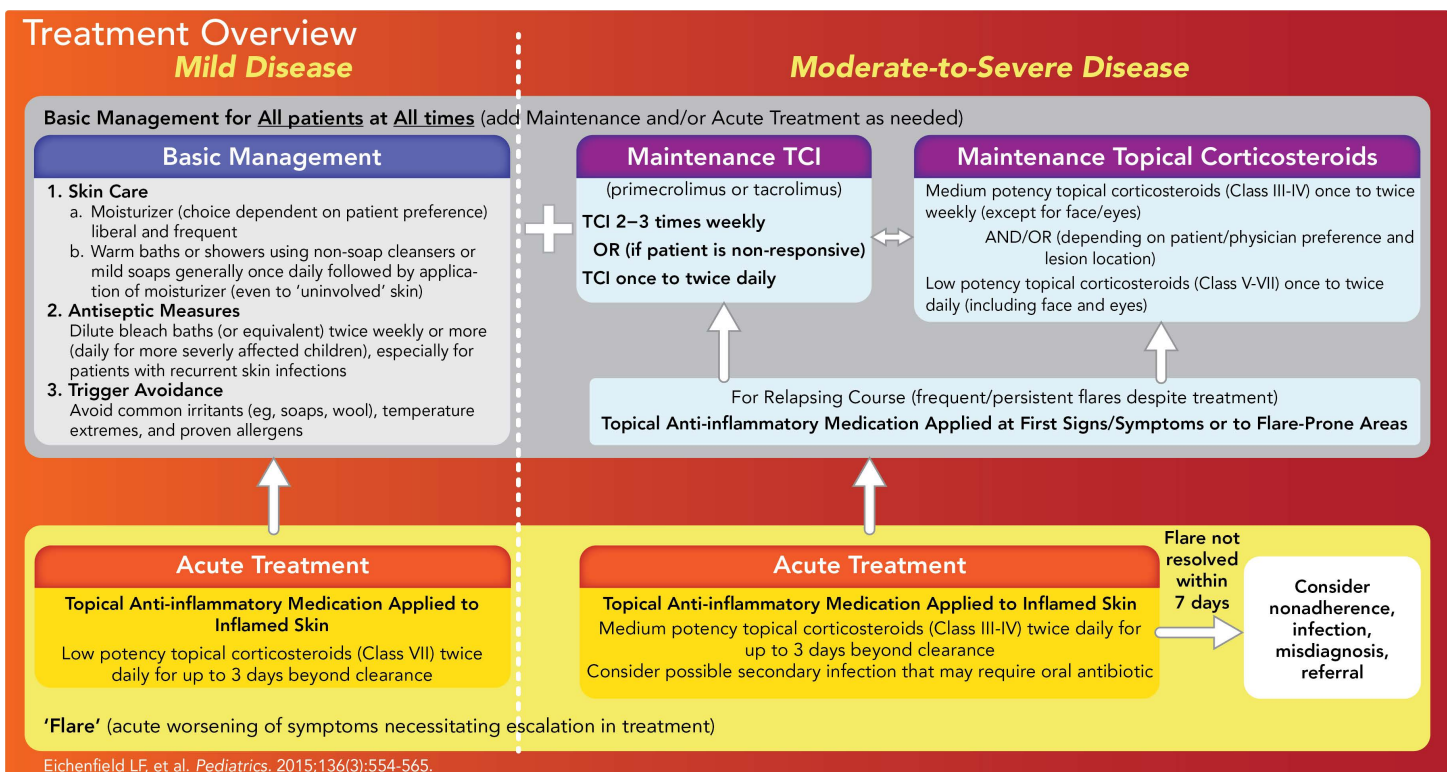 Treatment Overview
Mild Disease
Moderate-to-Severe Disease
Basic Management for All patients at All times (add Maintenance and/or Acute Treatment as needed)
Basic Management
1. Skin Care
a. Moisturizer (choice dependent on patient preference)
liberal and frequent
b. Warm baths or showers using non-soap cleansers or
mild soaps generally once daily followed by applica-
tion of moisturizer (even to ‘uninvolved’ skin)
2. Antiseptic Measures
Dilute bleach baths (or equivalent) twice weekly or more
(daily for more severly affected children), especially for
patients with recurrent skin infections
3. Trigger Avoidance
Avoid common irritants (eg, soaps, wool), temperature
extremes, and proven allergens
Maintenance TCI
(primecrolimus or tacrolimus)
TCI 2–3 times weekly
OR (if patient is non-responsive)
TCI once to twice daily
Maintenance Topical Corticosteroids
Medium potency topical corticosteroids (Class III-IV) once to twice
weekly (except for face/eyes)
AND/OR (depending on patient/physician preference and
lesion location)
Low potency topical corticosteroids (Class V-VII) once to twice
daily (including face and eyes)
For Relapsing Course (frequent/persistent flares despite treatment)
Topical Anti-inflammatory Medication Applied at First Signs/Symptoms or to Flare-Prone Areas
Acute Treatment
Topical Anti-inflammatory Medication Applied to
Inflamed Skin
Low potency topical corticosteroids (Class VII) twice
daily for up to 3 days beyond clearance
Acute Treatment
Topical Anti-inflammatory Medication Applied to Inflamed Skin
Medium potency topical corticosteroids (Class III-IV) twice daily for
up to 3 days beyond clearance
Consider possible secondary infection that may require oral antibiotic
Flare not
resolved
within
7 days
Consider
nonadherence,
infection,
misdiagnosis,
referral
‘Flare’ (acute worsening of symptoms necessitating escalation in treatment)
Eichenfield LF, et al. Pediatrics. 2015;136(3):554-565.